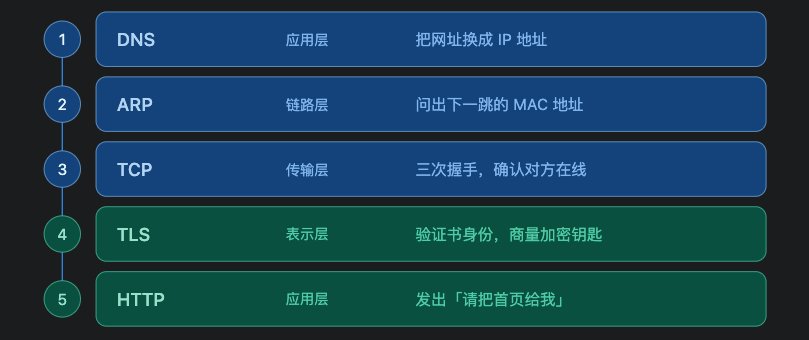 1 DNS 应用层 把网址换成 IP 地址
2 ARP 链路层 问出下一跳的 MAC 地址
3 TCP 传输层 三次握手，确认对方在线
4 TLS 表示层 验证书身份，商量加密钥匙
5 HTTP 应用层 发出「请把首页给我」